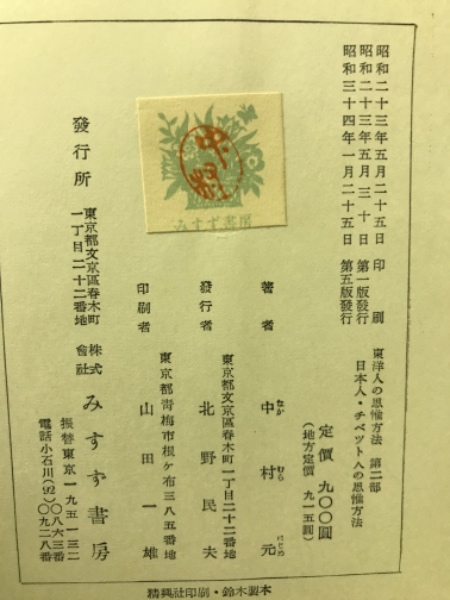 昭和二十三年五月二十五日 印刷
昭和二十三年五月三十日 第一版發行
昭和三十四年一月二十五日 第五版發行
東洋人の思惟方法 第二部
日本人・チベット人の思惟方法
定價 九〇〇圓
(地方定價 九一五圓)
著者 中村元
なか むら はじめ
東京都文京區春木町一丁目二十二番地
發行者 北野民夫
東京都青梅市根ヶ布三八五番地
印刷者 山田一雄
みすず書房
發行所
東京都文京區春木町
一丁目二十二番地
株式會社 みすず書房
振替東京一九五一三二
電話小石川(92)〇八六三番
〇九二八番
精興社印刷・鈴木製本